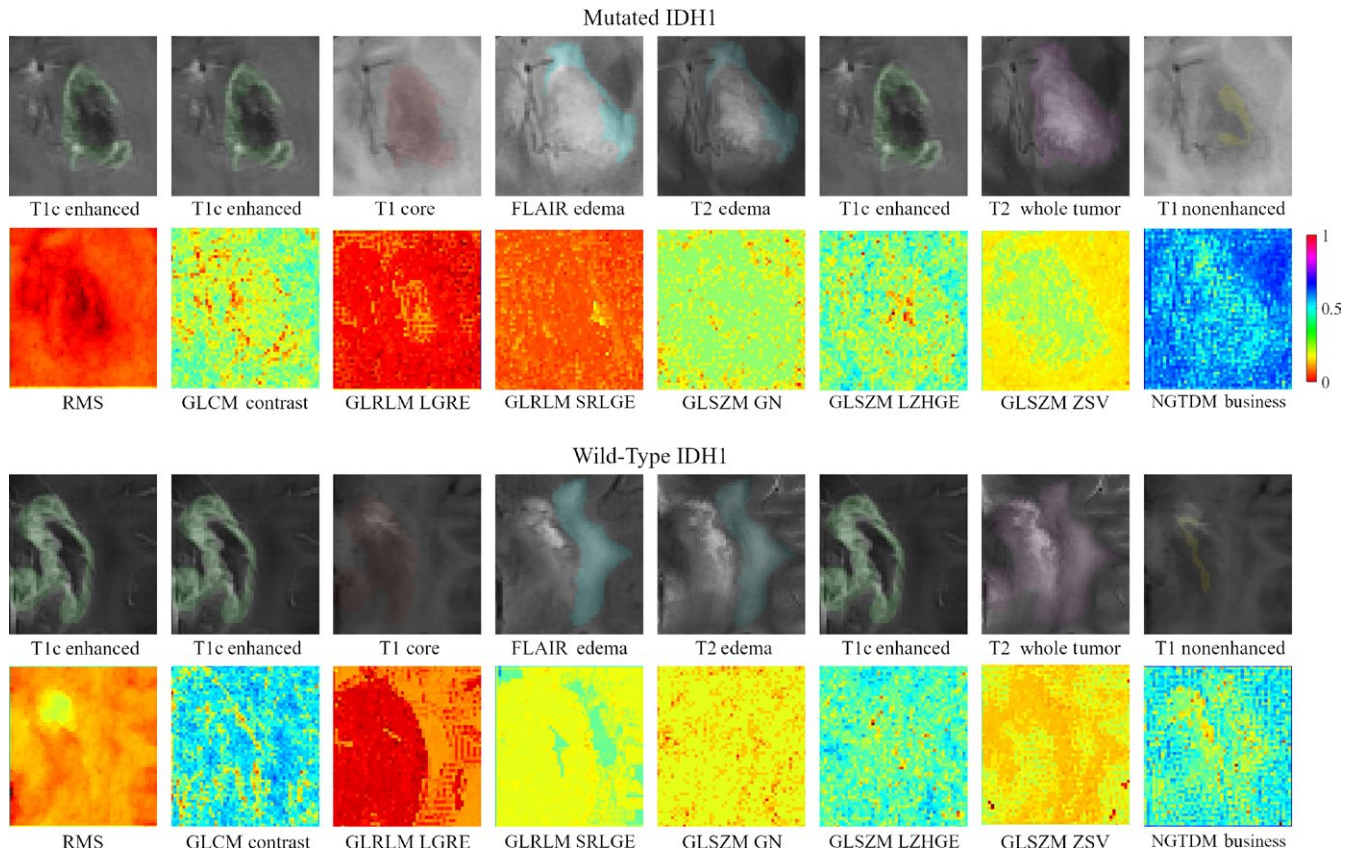 Mutated IDH1
T1c enhanced T1c enhanced T1 core FLAIR edema T2 edema T1c enhanced T2 whole tumor T1 nonenhanced
1
0.5
0
RMS GLCM contrast GLRLM LGRE GLRLM SRLGE GLSZM GN GLSZM LZHGE GLSZM ZSV NGTDM business
Wild-Type IDH1
T1c enhanced T1c enhanced T1 core FLAIR edema T2 edema T1c enhanced T2 whole tumor T1 nonenhanced
RMS GLCM contrast GLRLM LGRE GLRLM SRLGE GLSZM GN GLSZM LZHGE GLSZM ZSV NGTDM business